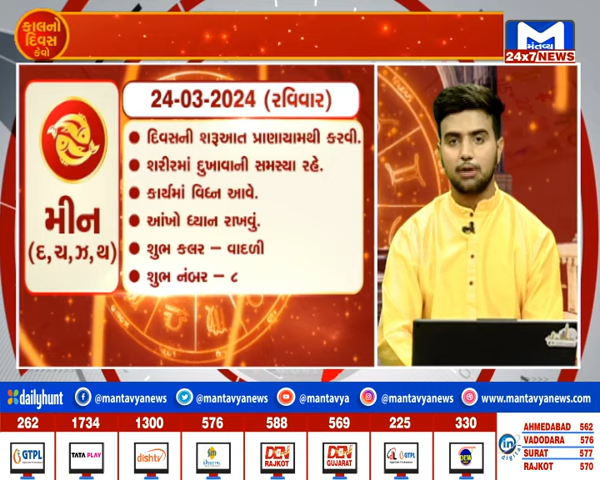 કાલનો
દિવસ
કેવો
મંતવ્ય
24x7NEWS
24-03-2024 (રવિવાર)
મીન
(દ,ચ,ઝ,થ)
દિવસની શરૂઆત પ્રાણાયામથી કરવી.
શરીરમાં દુખાવાની સમસ્યા રહે.
કાર્યમાં વિઘ્ન આવે.
આંખો ધ્યાન રાખવું.
શુભ કલર – વાદળી
શુભ નંબર – ૮
dailyhunt @mantavyanews @mantavyanews @mantavya @mantavyanews www.mantavyanews.com
262 1734 1300 576 588 569 225 330
GTPL TATA PLAY dishtv DEN RAJKOT DEN GUJARAT GTPL DEN
in digital
AHMEDABAD 562
VADODARA 576
SURAT 577
RAJKOT 570